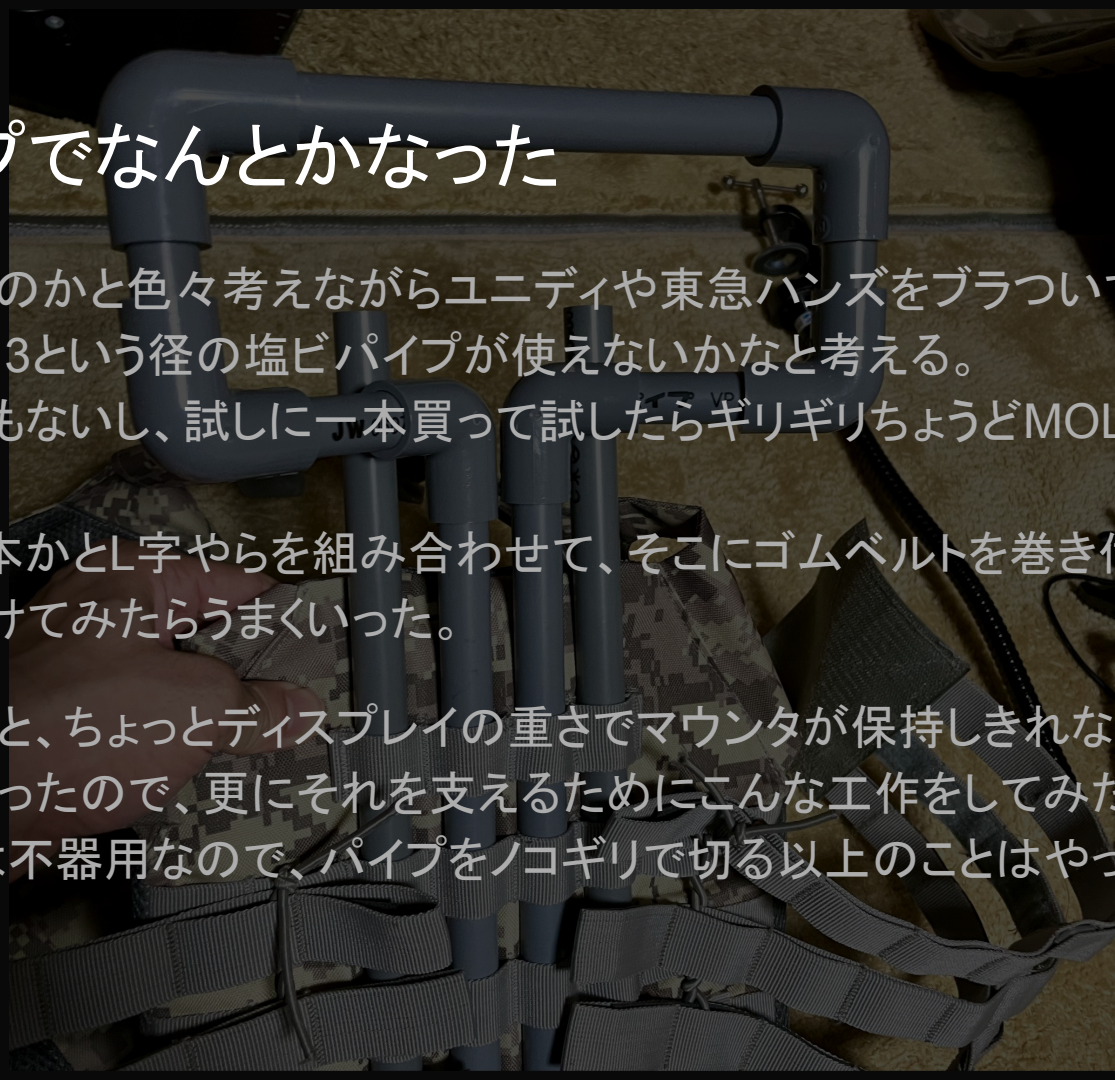 プでなんとかなった
のかと色々考えながらユニディや東急ハンズをブラつい
3という径の塩ビパイプが使えないかなと考える。
もないし、試しに一本買って試したらギリギリちょうどMOL
本かとL字やらを組み合わせて、そこにゴムベルトを巻き
けてみたらうまくいった。
と、ちょっとディスプレイの重さでマウンタが保持しきれな
ったので、更にそれを支えるためにこんな工作をしてみた
不器用なので、パイプをノコギリで切る以上のことはやっ